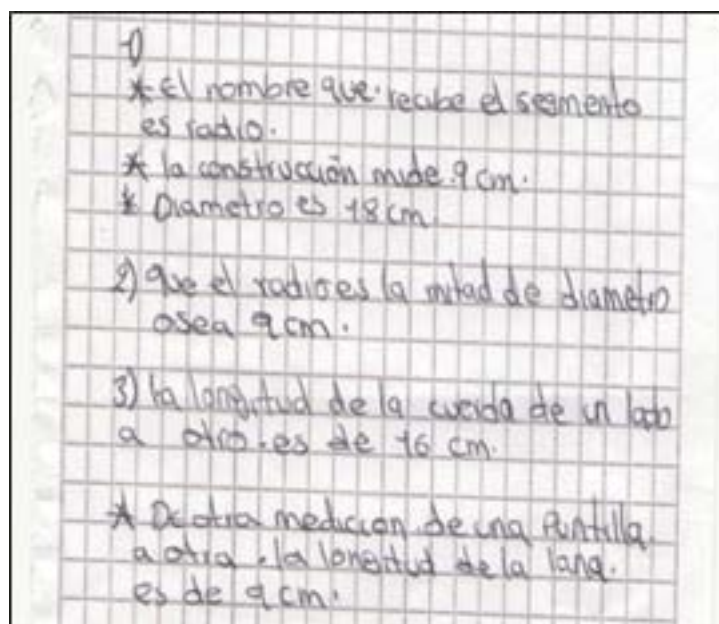 1)
* El nombre que recibe el segmento
es radio.
* la construcción mide 9 cm.
* Diametro es 18 cm.
2) Que el radio es la mitad de diametro
osea 9 cm.
3) La longitud de la cuerda de un lado
a otro es de 16 cm.
* De otra medicion de una Puntilla
a otra la longitud de la lana.
es de 9 cm.